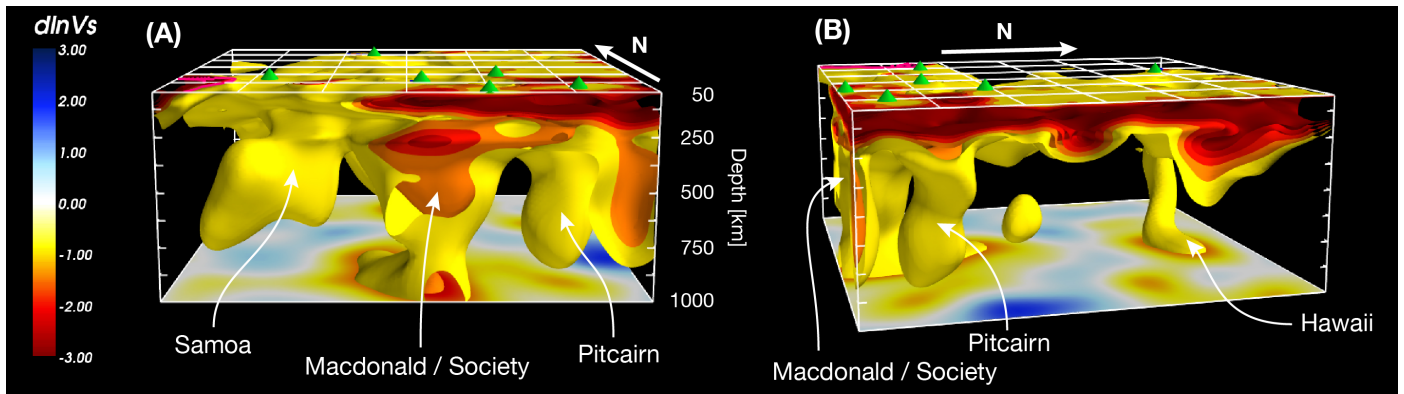 dlnVs
3.00
2.00
1.00
0.00
-1.00
-2.00
-3.00
(A)
N
50
250
500
750
1000
Depth [km]
Samoa
Macdonald / Society
Pitcairn
(B)
N
Hawaii
Pitcairn
Macdonald / Society